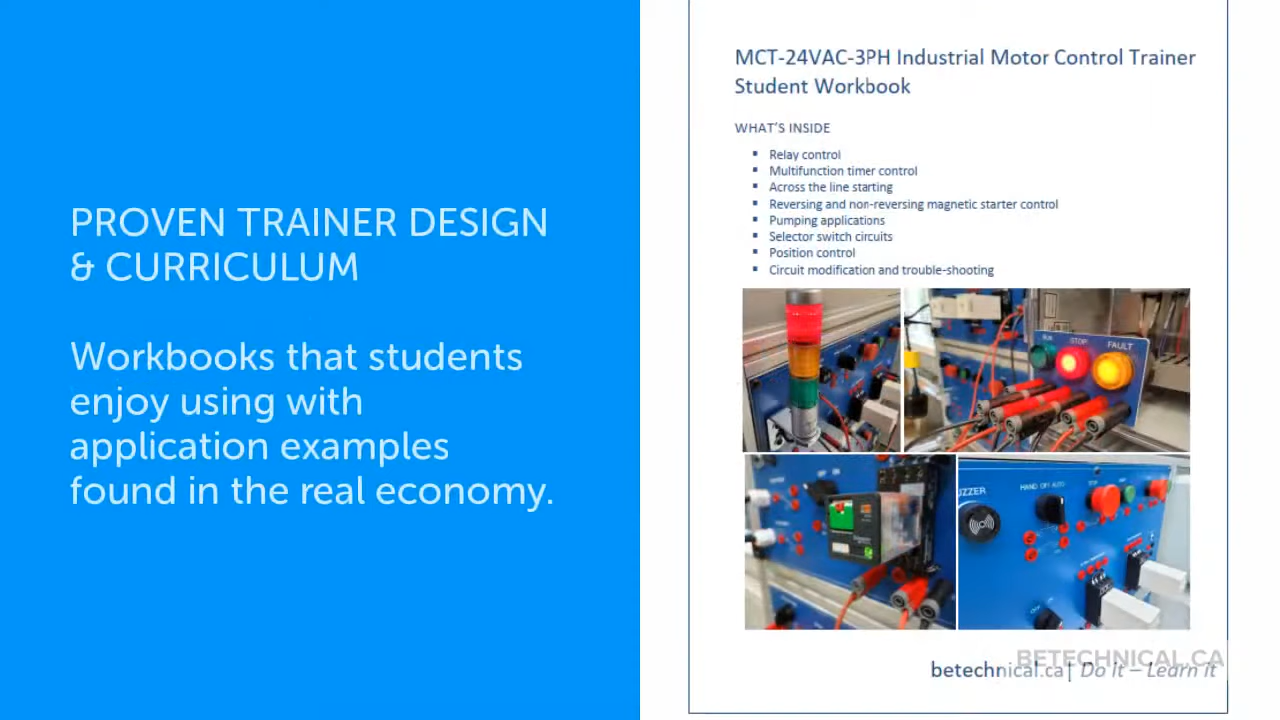 PROVEN TRAINER DESIGN
& CURRICULUM
Workbooks that students
enjoy using with
application examples
found in the real economy.
MCT-24VAC-3PH Industrial Motor Control Trainer
Student Workbook
WHAT'S INSIDE
▪ Relay control
▪ Multifunction timer control
▪ Across the line starting
▪ Reversing and non-reversing magnetic starter control
▪ Pumping applications
▪ Selector switch circuits
▪ Position control
▪ Circuit modification and trouble-shooting
RUN STOP FAULT
UZZER
HAND OFF AUTO
STOP
BETECHNICAL.CA
betechnical.ca| Do it – Learn it